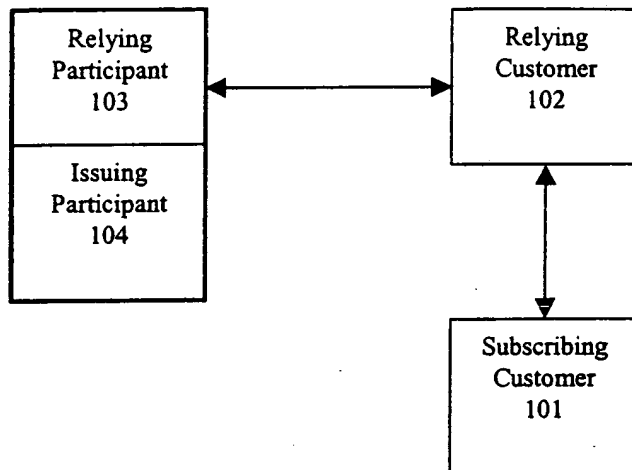 Relying
Participant
103
Relying
Customer
102
Issuing
Participant
104
Subscribing
Customer
101